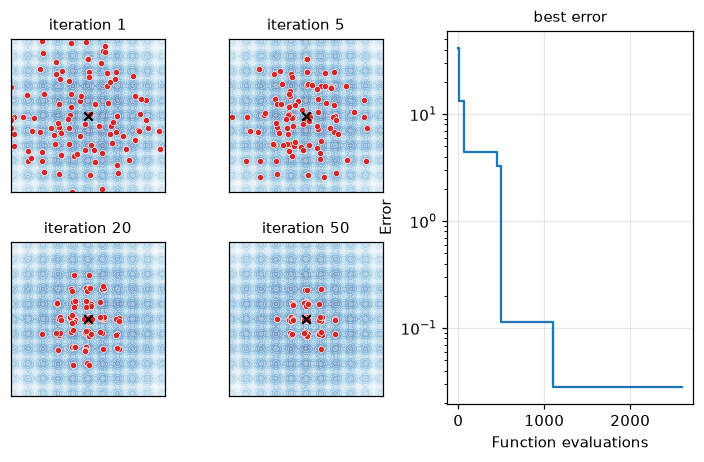 iteration 1
iteration 5
best error
iteration 20
iteration 50
Error
10¹
10⁰
10⁻¹
0
1000
2000
Function evaluations